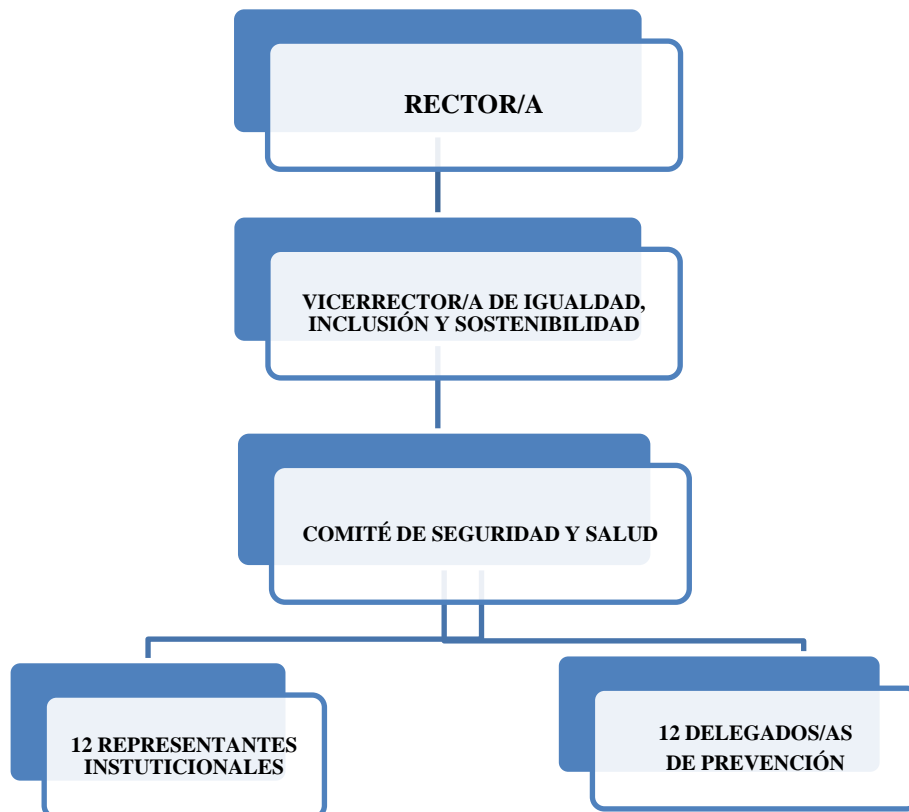 RECTOR/A
VICERRECTOR/A DE IGUALDAD,
INCLUSIÓN Y SOSTENIBILIDAD
COMITÉ DE SEGURIDAD Y SALUD
12 REPRESENTANTES
INSTUTICIONALES
12 DELEGADOS/AS
DE PREVENCIÓN